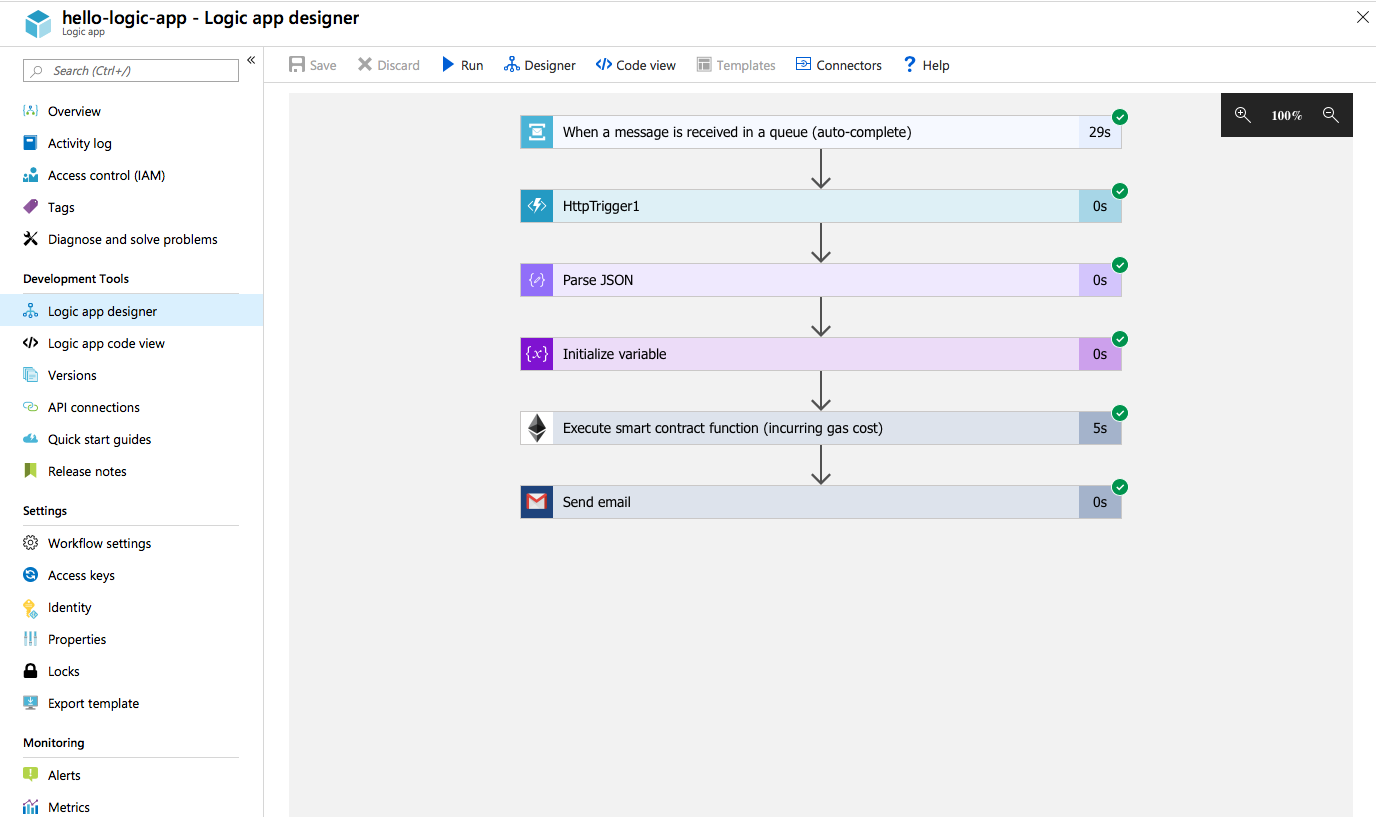 hello-logic-app - Logic app designer
Logic app
Search (Ctrl+/)
«
Overview
Activity log
Access control (IAM)
Tags
Diagnose and solve problems
Development Tools
Logic app designer
Logic app code view
Versions
API connections
Quick start guides
Release notes
Settings
Workflow settings
Access keys
Identity
Properties
Locks
Export template
Monitoring
Alerts
Metrics
Save Discard Run Designer </> Code view Templates Connectors ? Help
100%
When a message is received in a queue (auto-complete) 29s
HttpTrigger1 0s
Parse JSON 0s
{x} Initialize variable 0s
Execute smart contract function (incurring gas cost) 5s
Send email 0s